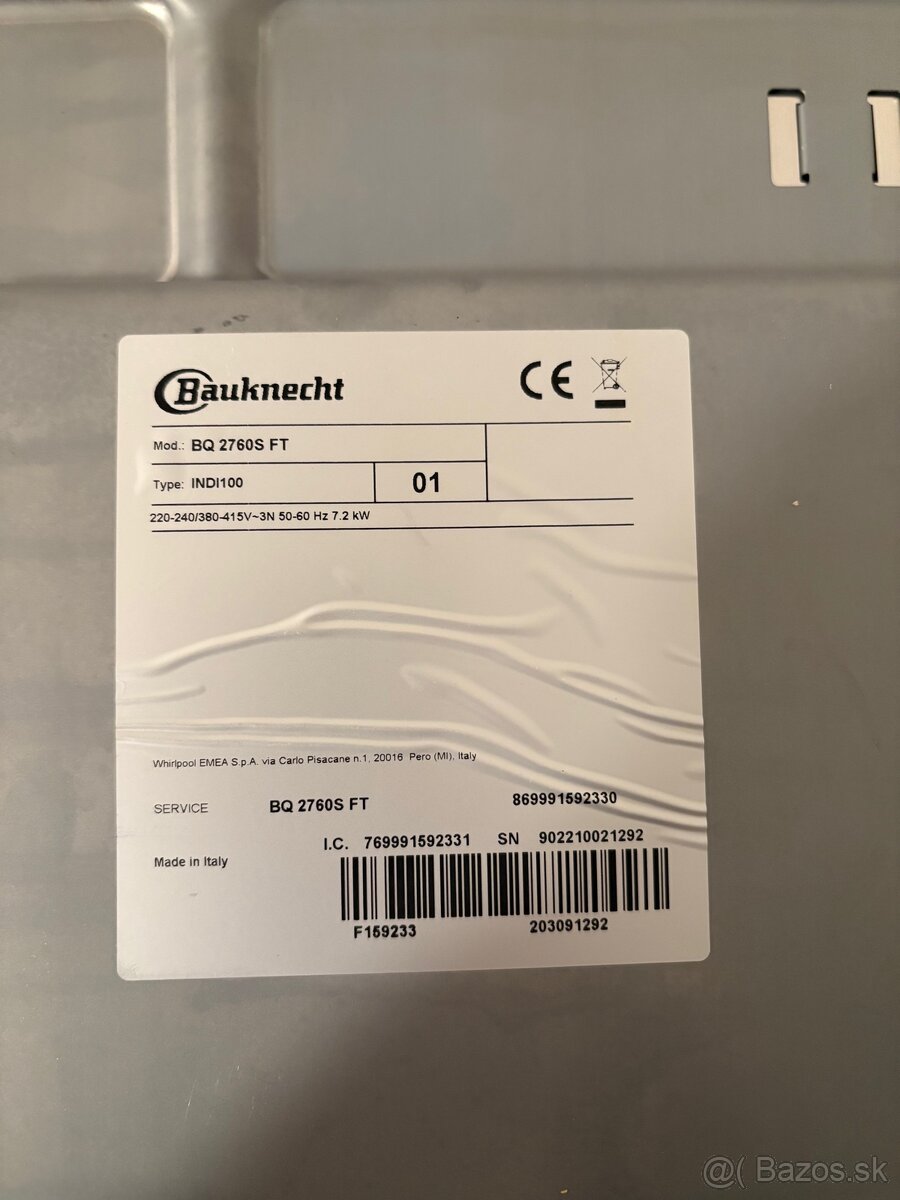 Bauknecht CE
Mod.: BQ 2760S FT
Type: INDI100 01
220-240/380-415V~3N 50-60 Hz 7.2 kW
Whirlpool EMEA S.p.A. via Carlo Pisacane n.1, 20016 Pero (MI), Italy
SERVICE BQ 2760S FT 869991592330
I.C. 769991592331 SN 902210021292
Made in Italy
F159233 203091292
@( Bazos.sk